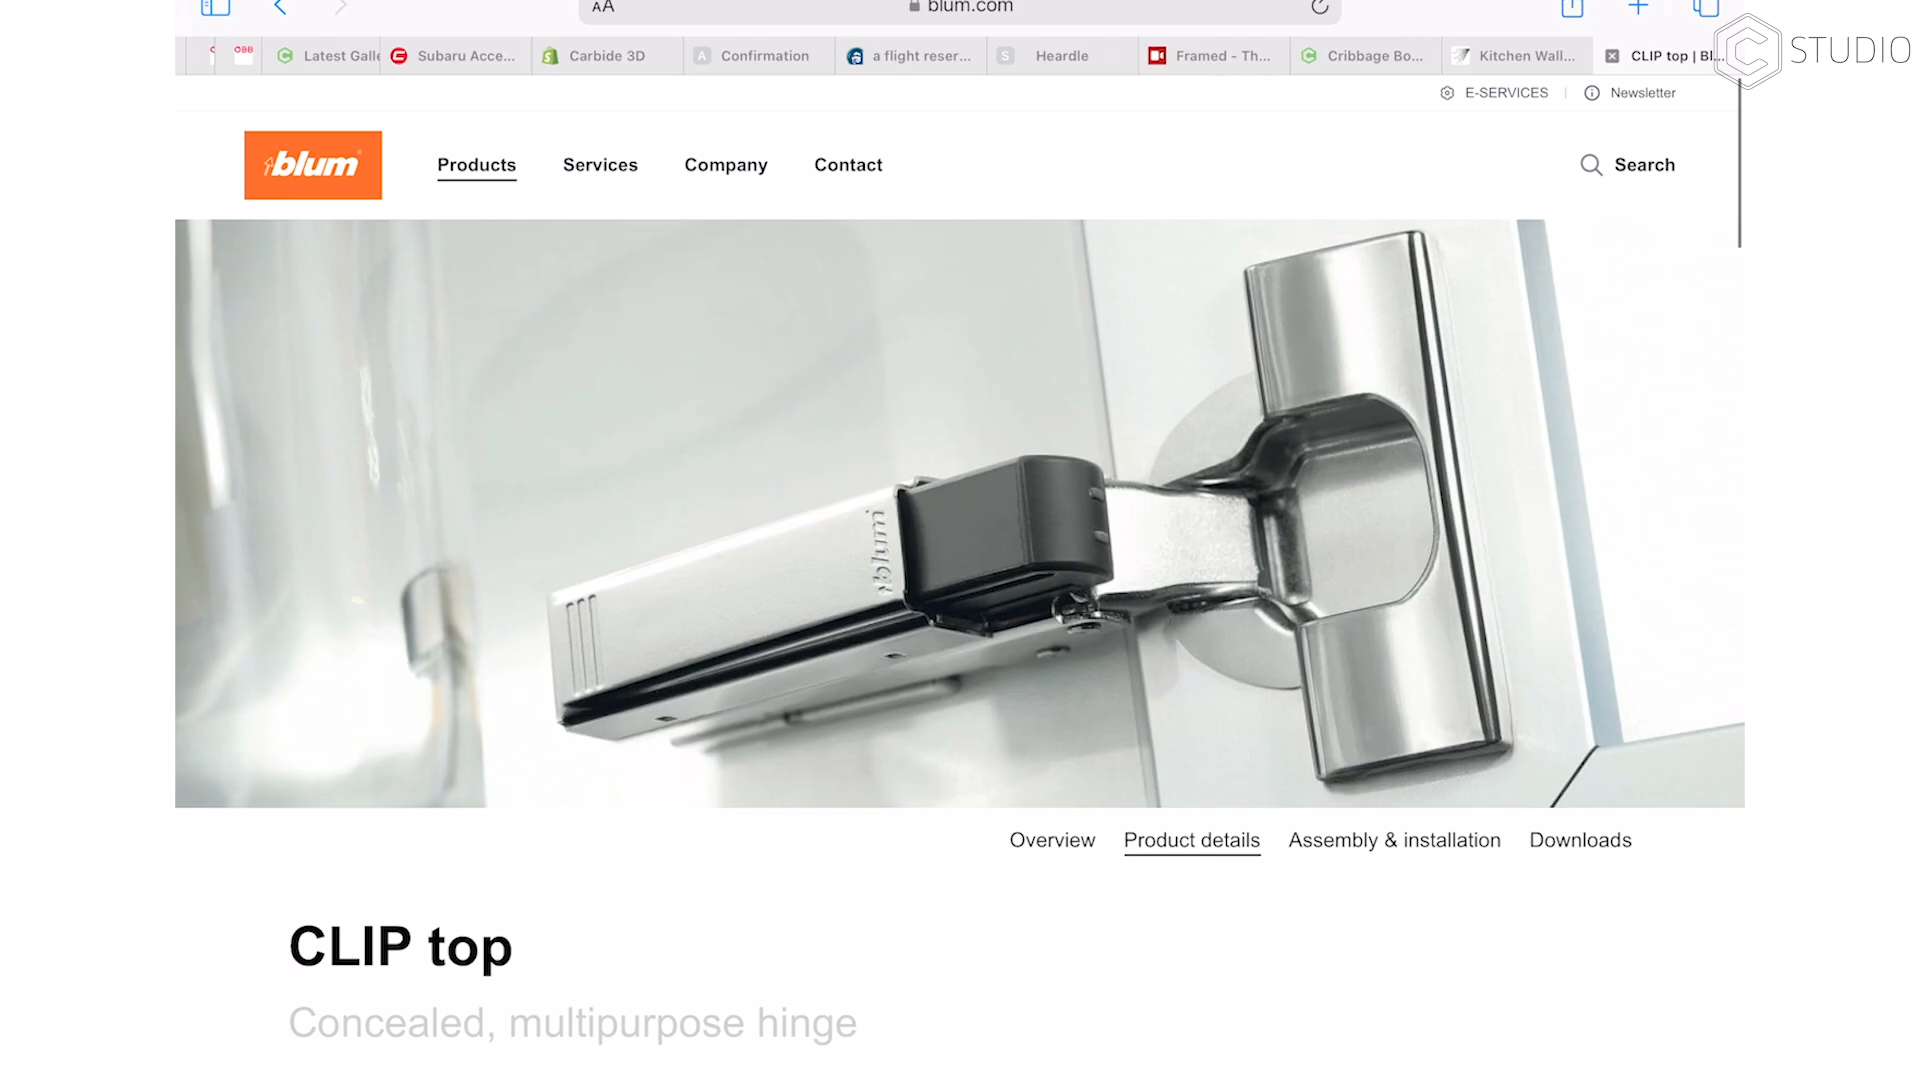 AA
blum.com
ÖBB
Latest Galle
Subaru Acce...
Carbide 3D
A
Confirmation
a flight reser...
S
Heardle
Framed - Th...
Cribbage Bo...
Kitchen Wall...
CLIP top | Bl...
STUDIO
E-SERVICES
Newsletter
blum
Products
Services
Company
Contact
Search
blum
Overview
Product details
Assembly & installation
Downloads
CLIP top
Concealed, multipurpose hinge